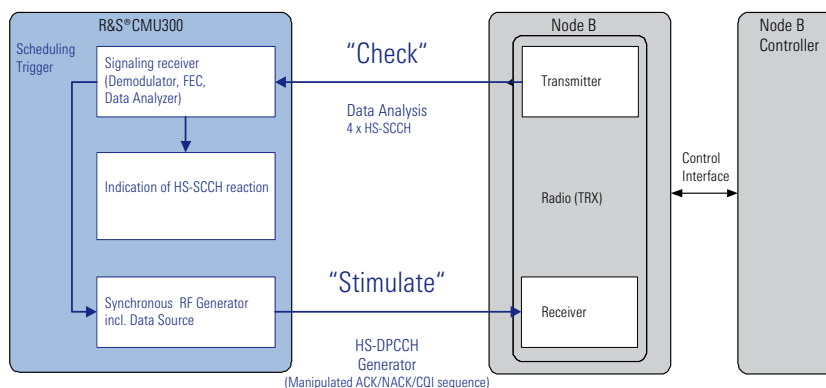 R&S®CMU300
Scheduling
Trigger
Signaling receiver
(Demodulator, FEC,
Data Analyzer)
Indication of HS-SCCH reaction
Synchronous RF Generator
incl. Data Source
“Check“
Data Analysis
4 x HS-SCCH
“Stimulate“
HS-DPCCH
Generator
(Manipulated ACK/NACK/CQI sequence)
Node B
Transmitter
Radio (TRX)
Receiver
Control
Interface
Node B
Controller